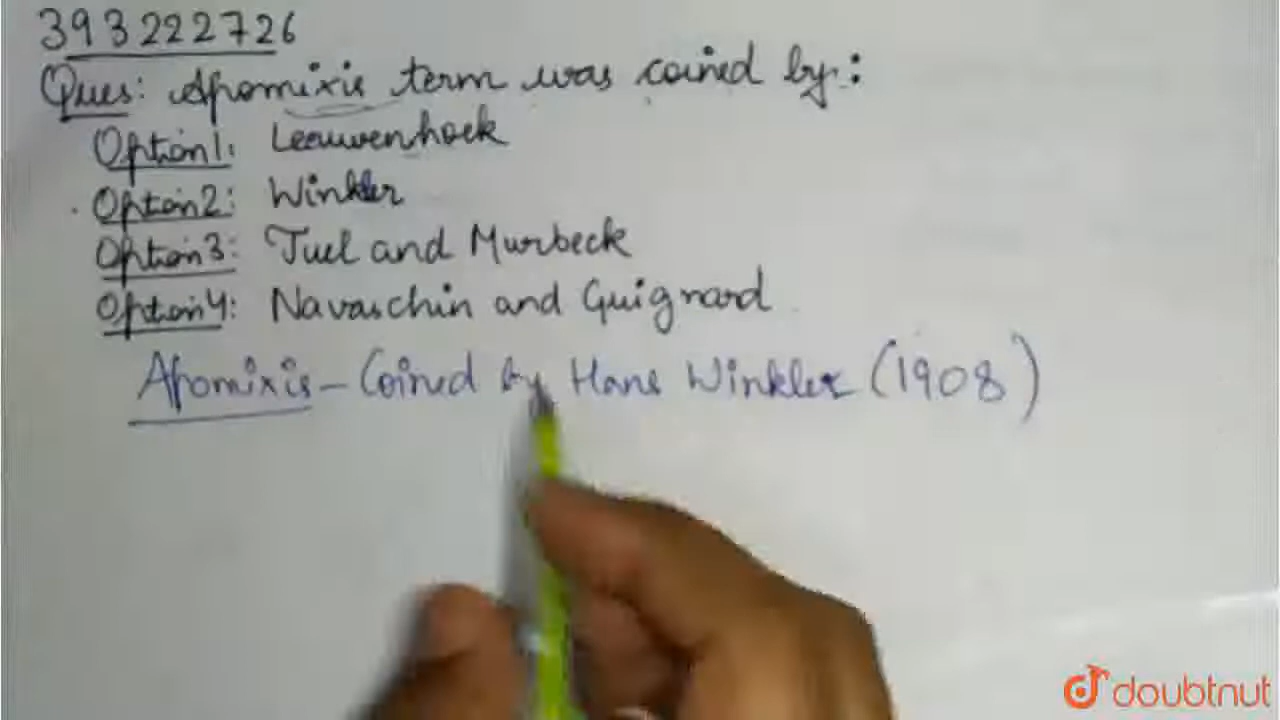 393222726
Ques: Apomixis term was coined by:
Option1: Leeuwenhoek
Option2: Winkler
Option3: Juel and Murbeck
Option4: Navaschin and Guignard
Apomixis - Coined by Hans Winkler (1908)
doubtnut